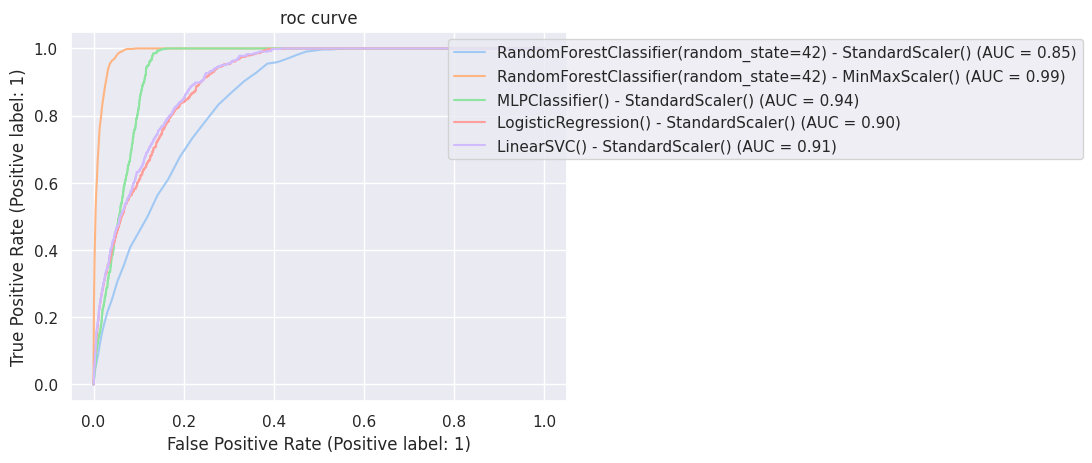 roc curve
RandomForestClassifier(random_state=42) - StandardScaler() (AUC = 0.85)
RandomForestClassifier(random_state=42) - MinMaxScaler() (AUC = 0.99)
MLPClassifier() - StandardScaler() (AUC = 0.94)
LogisticRegression() - StandardScaler() (AUC = 0.90)
LinearSVC() - StandardScaler() (AUC = 0.91)
True Positive Rate (Positive label: 1)
1.0
0.8
0.6
0.4
0.2
0.0
0.0 0.2 0.4 0.6 0.8 1.0
False Positive Rate (Positive label: 1)